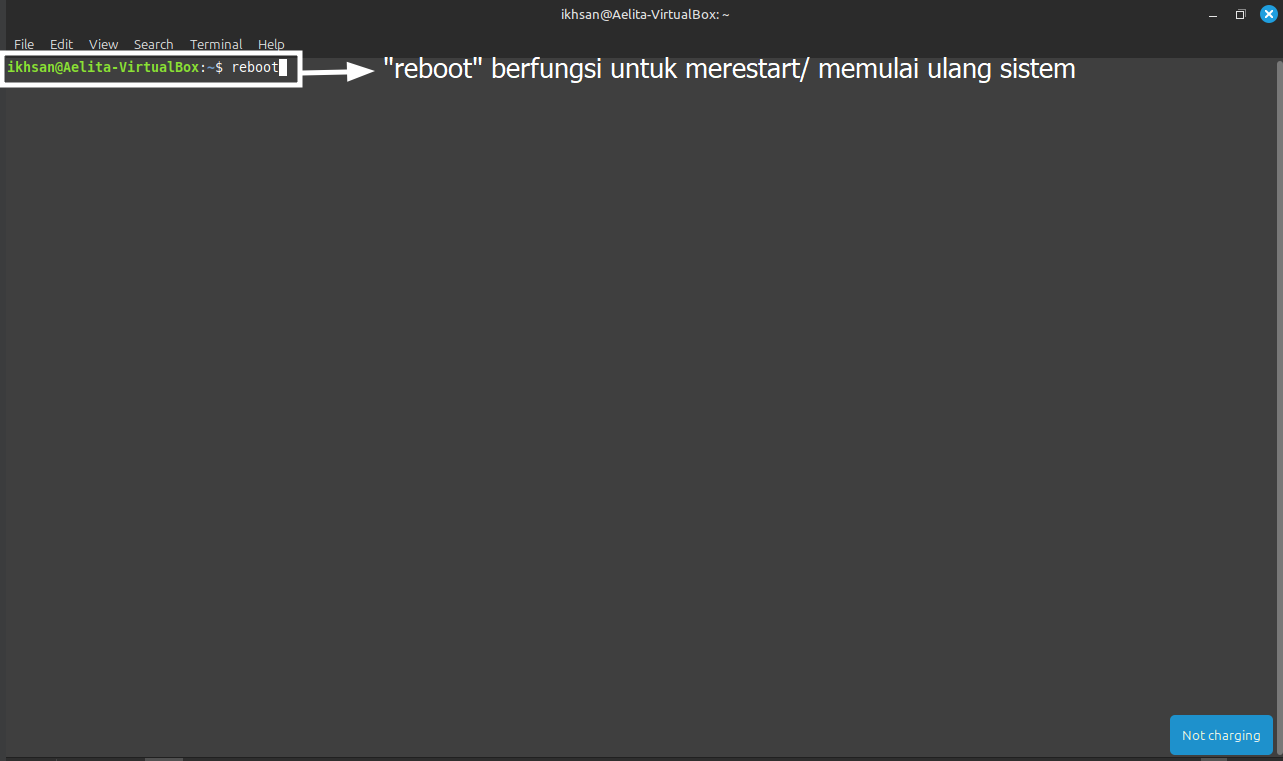 ikhsan@Aelita-VirtualBox: ~
File Edit View Search Terminal Help
ikhsan@Aelita-VirtualBox:~$ reboot
"reboot" berfungsi untuk merestart/ memulai ulang sistem
Not charging